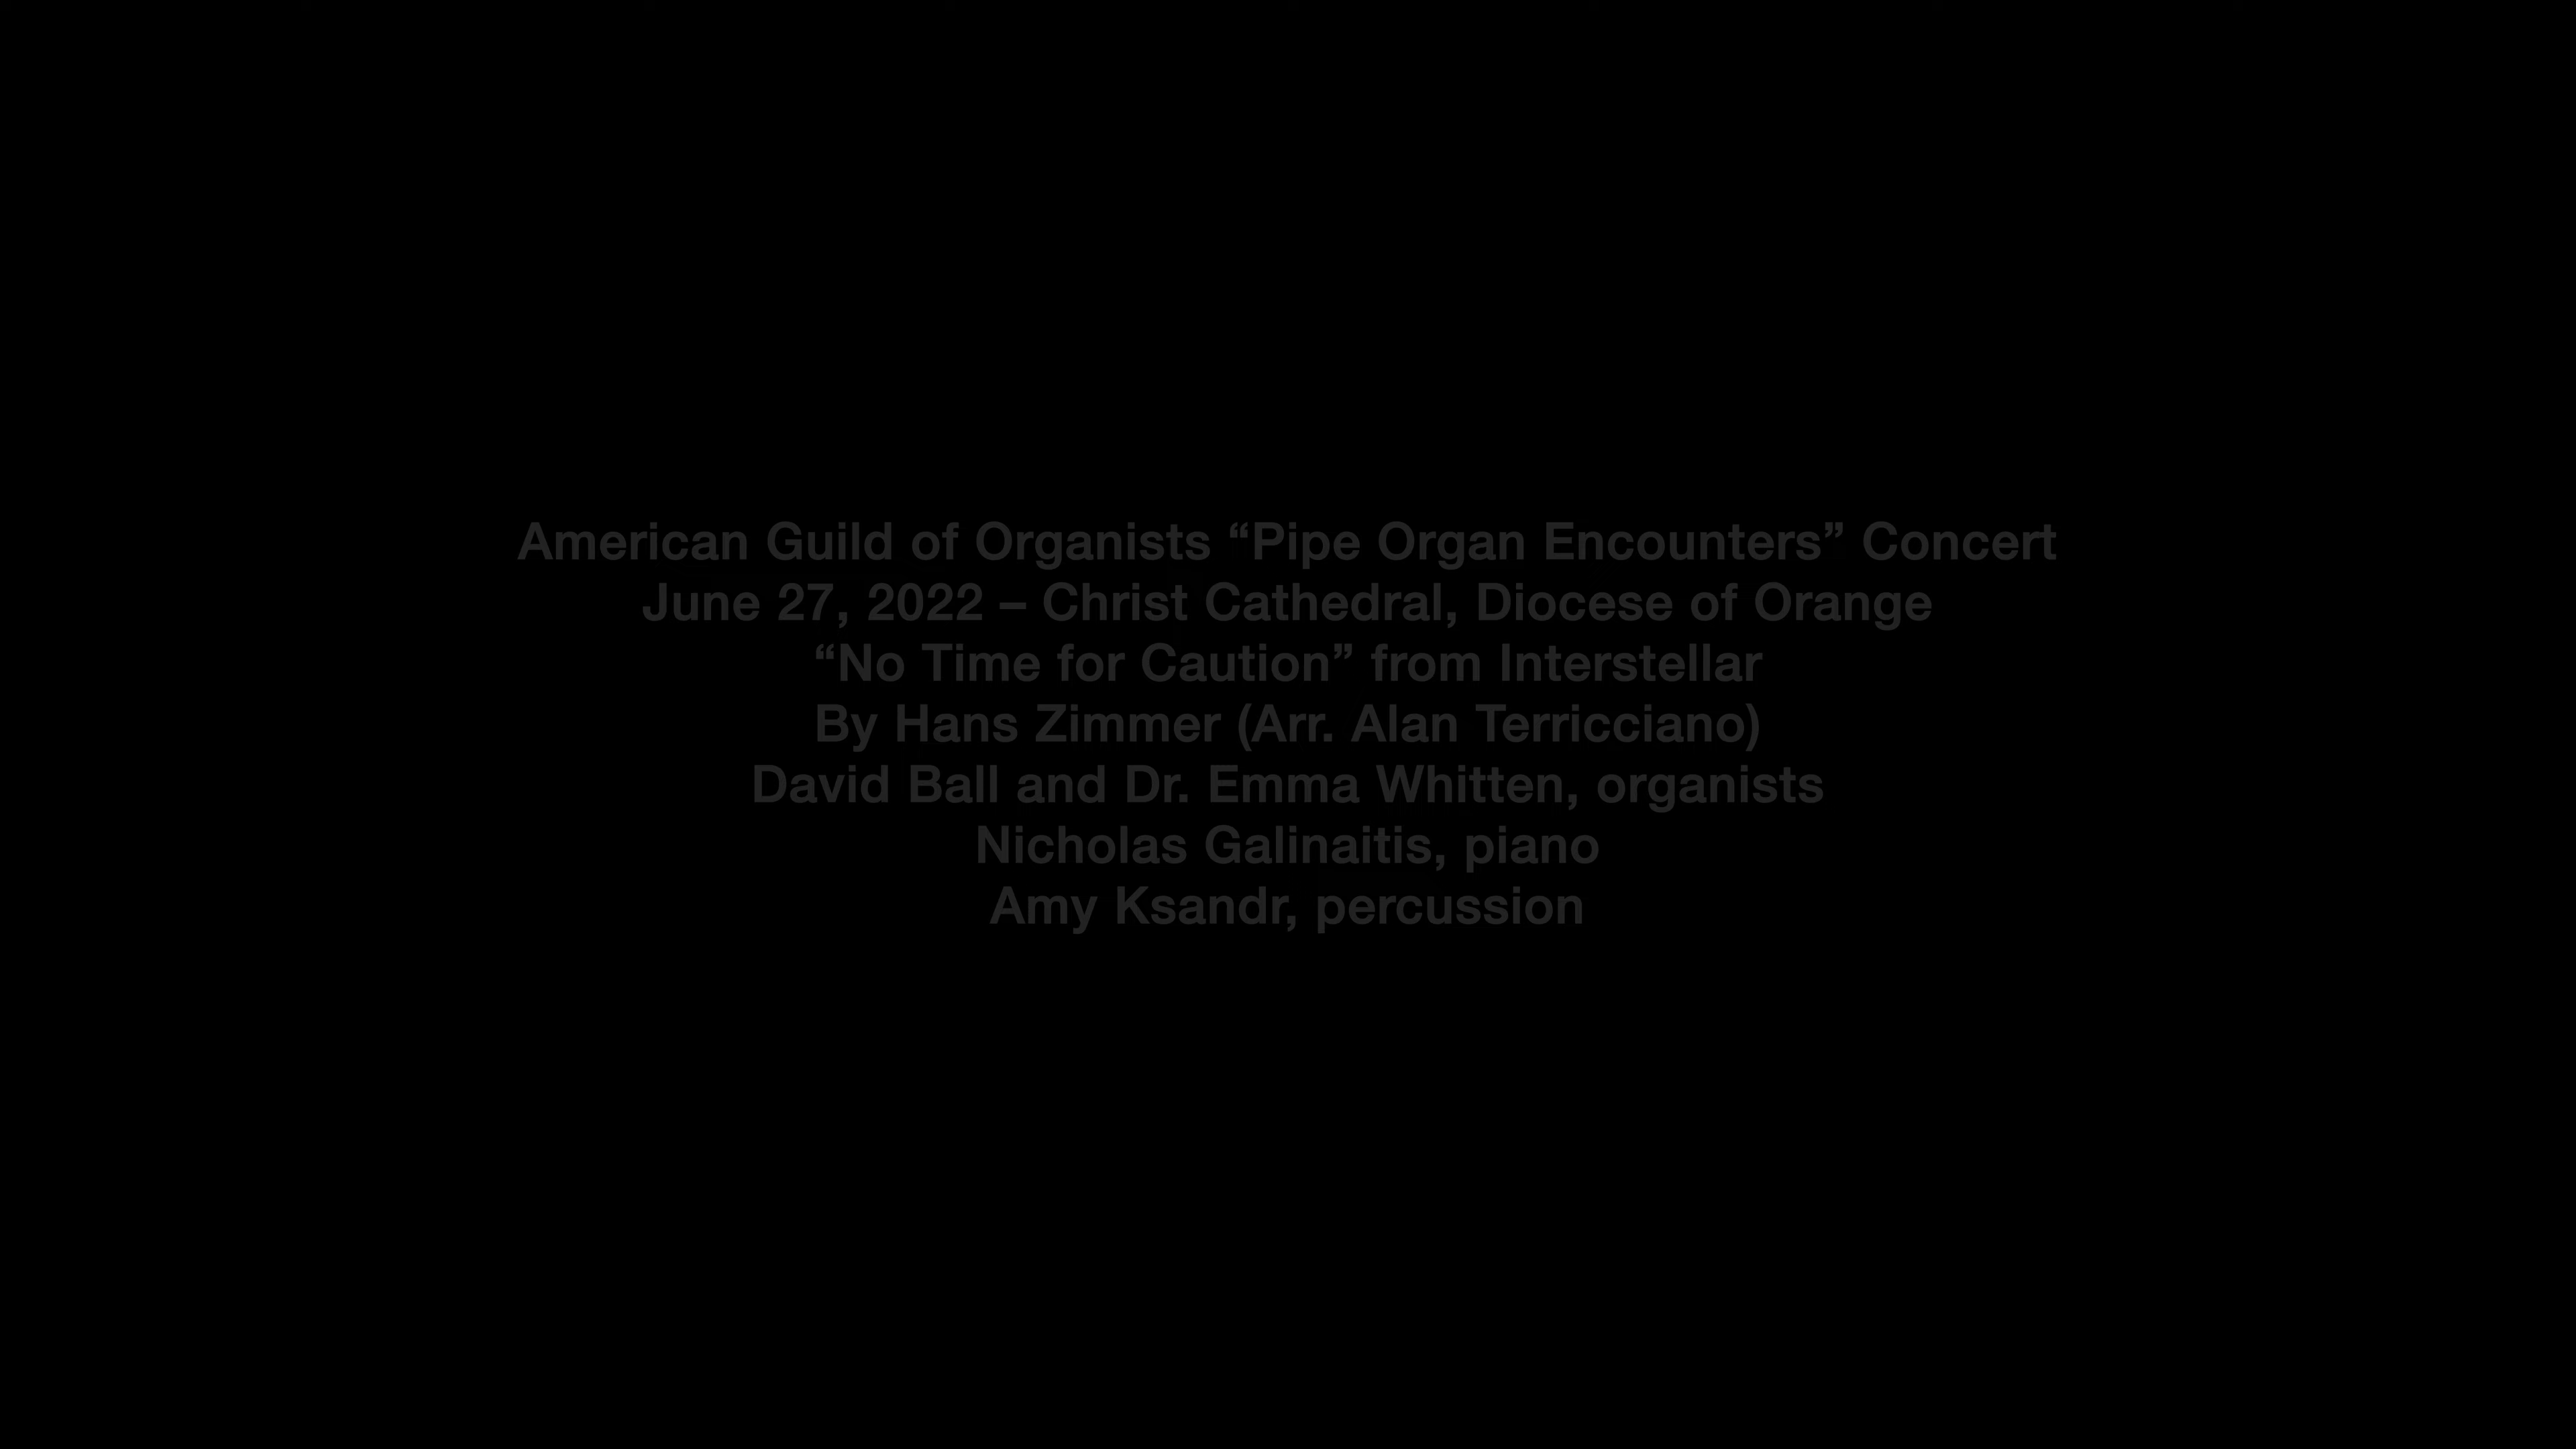 American Guild of Organists “Pipe Organ Encounters” Concert
June 27, 2022 – Christ Cathedral, Diocese of Orange
“No Time for Caution” from Interstellar
By Hans Zimmer (Arr. Alan Terricciano)
David Ball and Dr. Emma Whitten, organists
Nicholas Galinaitis, piano
Amy Ksandr, percussion